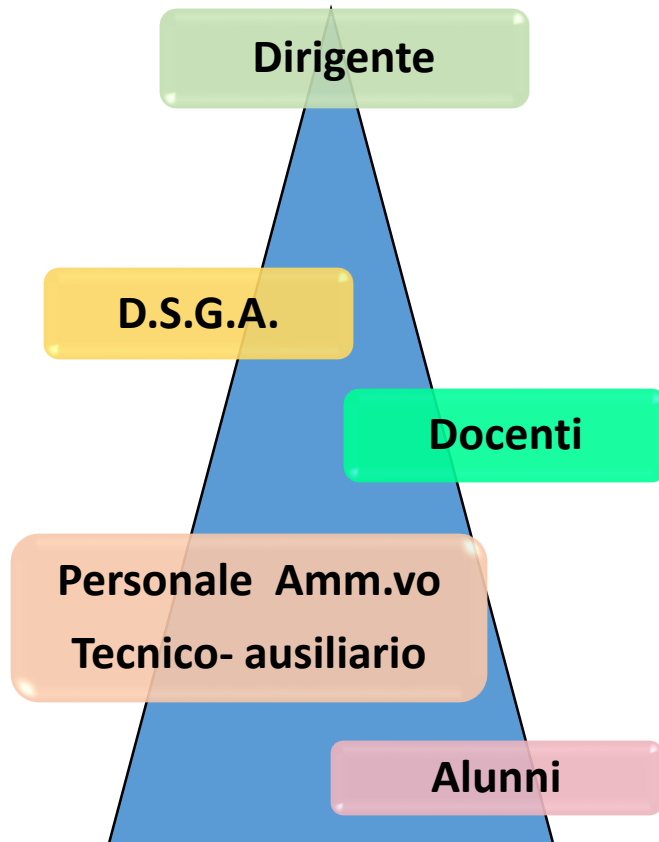 Dirigente
D.S.G.A.
Docenti
Personale Amm.vo
Tecnico- ausiliario
Alunni